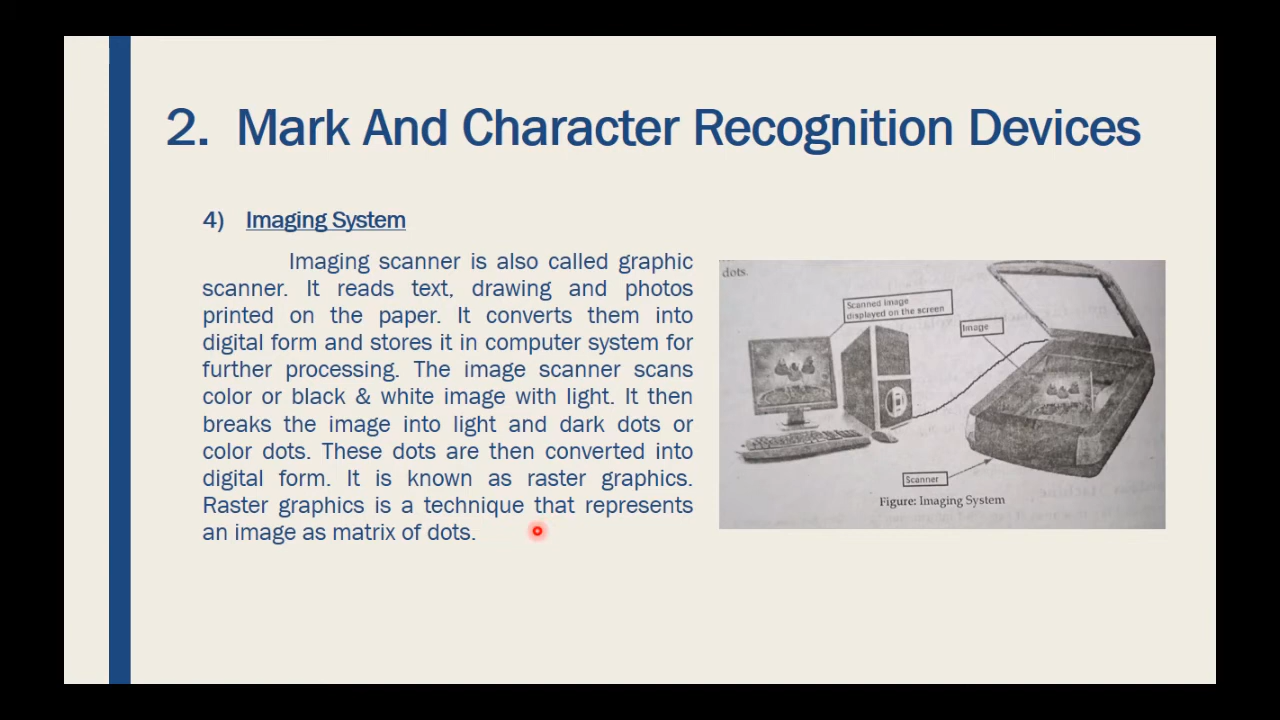 2. Mark And Character Recognition Devices
4) Imaging System
Imaging scanner is also called graphic
scanner. It reads text, drawing and photos
printed on the paper. It converts them into
digital form and stores it in computer system for
further processing. The image scanner scans
color or black & white image with light. It then
breaks the image into light and dark dots or
color dots. These dots are then converted into
digital form. It is known as raster graphics.
Raster graphics is a technique that represents
an image as matrix of dots.
dots.
Scanned image
displayed on the screen
Image
Scanner
Figure: Imaging System